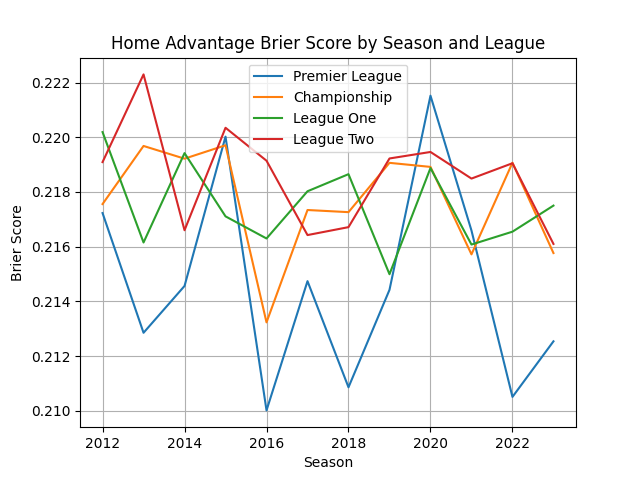 Home Advantage Brier Score by Season and League
Premier League
Championship
League One
League Two
Brier Score
0.222
0.220
0.218
0.216
0.214
0.212
0.210
2012
2014
2016
2018
2020
2022
Season